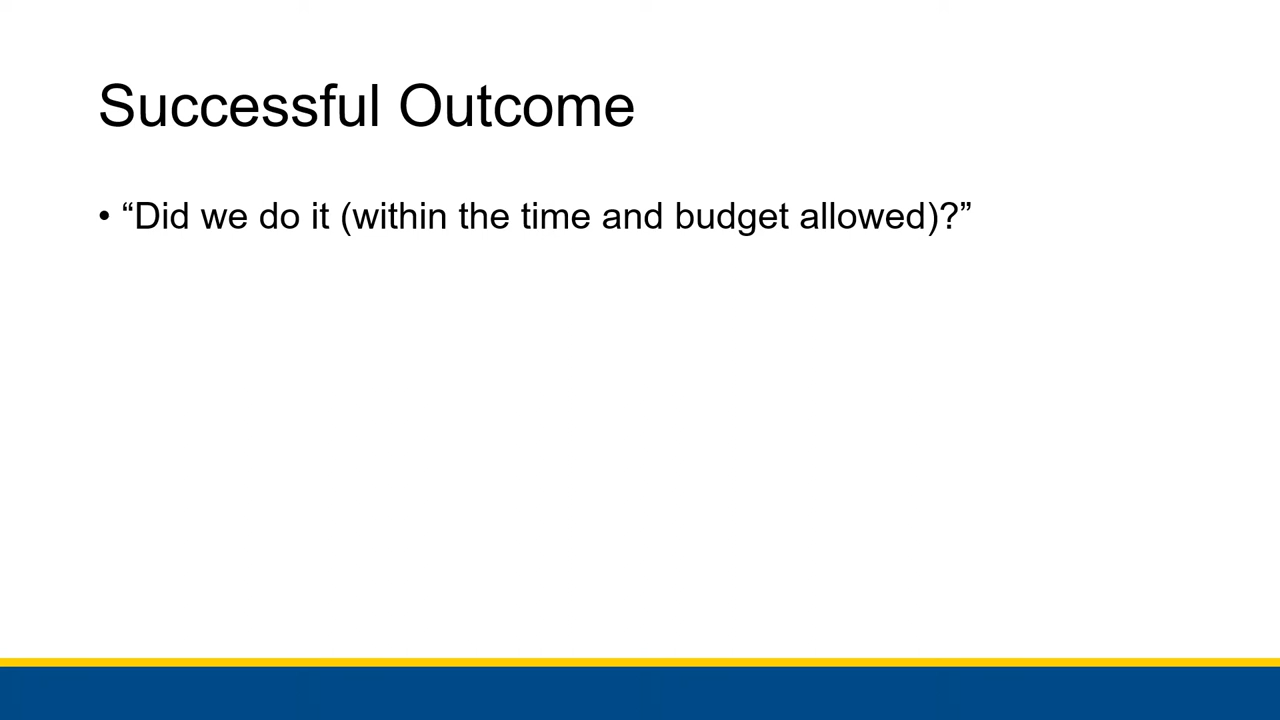 Successful Outcome
• “Did we do it (within the time and budget allowed)?”